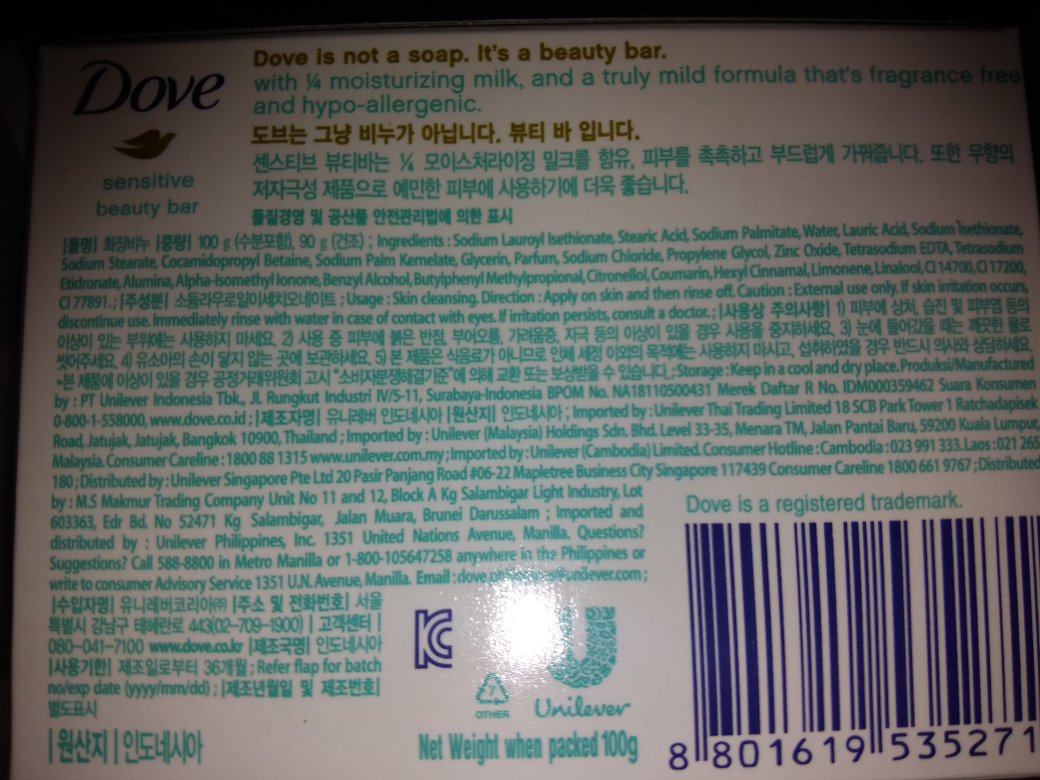 Dove
sensitive
beauty bar
Dove is not a soap. It's a beauty bar.
with ¼ moisturizing milk, and a truly mild formula that's fragrance free
and hypo-allergenic.
도브는 그냥 비누가 아닙니다. 뷰티 바 입니다.
센스티브 뷰티바는 ¼ 모이스처라이징 밀크를 함유, 피부를 촉촉하고 부드럽게 가꿔줍니다. 또한 무향의
저자극성 제품으로 예민한 피부에 사용하기에 더욱 좋습니다.
품질경영 및 공산품 안전관리법에 의한 표시
|품명| 화장비누 |중량| 100 g (수분포함), 90 g (건조) ; Ingredients : Sodium Lauroyl Isethionate, Stearic Acid, Sodium Palmitate, Water, Lauric Acid, Sodium Isethionate,
Sodium Stearate, Cocamidopropyl Betaine, Sodium Palm Kernelate, Glycerin, Parfum, Sodium Chloride, Propylene Glycol, Zinc Oxide, Tetrasodium EDTA, Tetrasodium
Etidronate, Alumina, Alpha-Isomethyl Ionone, Benzyl Alcohol, Butylphenyl Methylpropional, Citronellol, Coumarin, Hexyl Cinnamal, Limonene, Linalool, CI 14700, CI 17200,
CI 77891. ; |주성분| 소듐라우로일이세치오네이트 ; Usage : Skin cleansing. Direction : Apply on skin and then rinse off. Caution : External use only. If skin irritation occurs,
discontinue use. Immediately rinse with water in case of contact with eyes. If irritation persists, consult a doctor. ; |사용상 주의사항| 1) 피부에 상처, 습진 및 피부염 등의
이상이 있는 부위에는 사용하지 마세요. 2) 사용 중 피부에 붉은 반점, 부어오름, 가려움증, 자극 등의 이상이 있을 경우 사용을 중지하세요. 3) 눈에 들어갔을 때는 깨끗한 물로
씻어주세요. 4) 유소아의 손이 닿지 않는 곳에 보관하세요. 5) 본 제품은 식음료가 아니므로 인체 세정 이외의 목적에는 사용하지 마시고, 섭취하였을 경우 반드시 의사와 상담하세요.
*본 제품에 이상이 있을 경우 공정거래위원회 고시 "소비자분쟁해결기준"에 의해 교환 또는 보상받을 수 있습니다. ; Storage : Keep in a cool and dry place. Produksi/Manufactured
by : PT Unilever Indonesia Tbk., Jl. Rungkut Industri IV/5-11, Surabaya-Indonesia BPOM No. NA18110500431 Merek Daftar R No. IDM000359462 Suara Konsumen
0-800-1-558000, www.dove.co.id ; |제조자명| 유니레버 인도네시아 |원산지| 인도네시아 ; Imported by : Unilever Thai Trading Limited 18 SCB Park Tower 1 Ratchadapisek
Road, Jatujak, Jatujak, Bangkok 10900, Thailand ; Imported by : Unilever (Malaysia) Holdings Sdn. Bhd. Level 33-35, Menara TM, Jalan Pantai Baru, 59200 Kuala Lumpur,
Malaysia. Consumer Careline : 1800 88 1315 www.unilever.com.my ; Imported by : Unilever (Cambodia) Limited. Consumer Hotline : Cambodia : 023 991 333. Laos : 021 265
180 ; Distributed by : Unilever Singapore Pte Ltd 20 Pasir Panjang Road #06-22 Mapletree Business City Singapore 117439 Consumer Careline 1800 661 9767 ; Distributed
by : M.S Makmur Trading Company Unit No 11 and 12, Block A Kg Salambigar Light Industry, Lot
603363, Edr Bd. No 52471 Kg Salambigar, Jalan Muara, Brunei Darussalam ; Imported and
distributed by : Unilever Philippines, Inc. 1351 United Nations Avenue, Manilla. Questions?
Suggestions? Call 588-8800 in Metro Manilla or 1-800-105647258 anywhere in the Philippines or
write to consumer Advisory Service 1351 U.N. Avenue, Manilla. Email : dove.philippines@unilever.com ;
|수입자명| 유니레버코리아㈜ |주소 및 전화번호| 서울
특별시 강남구 테헤란로 443(02-709-1900) | 고객센터 |
080-041-7100 www.dove.co.kr |제조국명| 인도네시아
|사용기한| 제조일로부터 36개월 ; Refer flap for batch
no/exp date (yyyy/mm/dd) ; |제조년월일 및 제조번호|
별도표시
|원산지| 인도네시아
KC
7
OTHER
Unilever
Net Weight when packed 100g
Dove is a registered trademark.
8 801619 535271